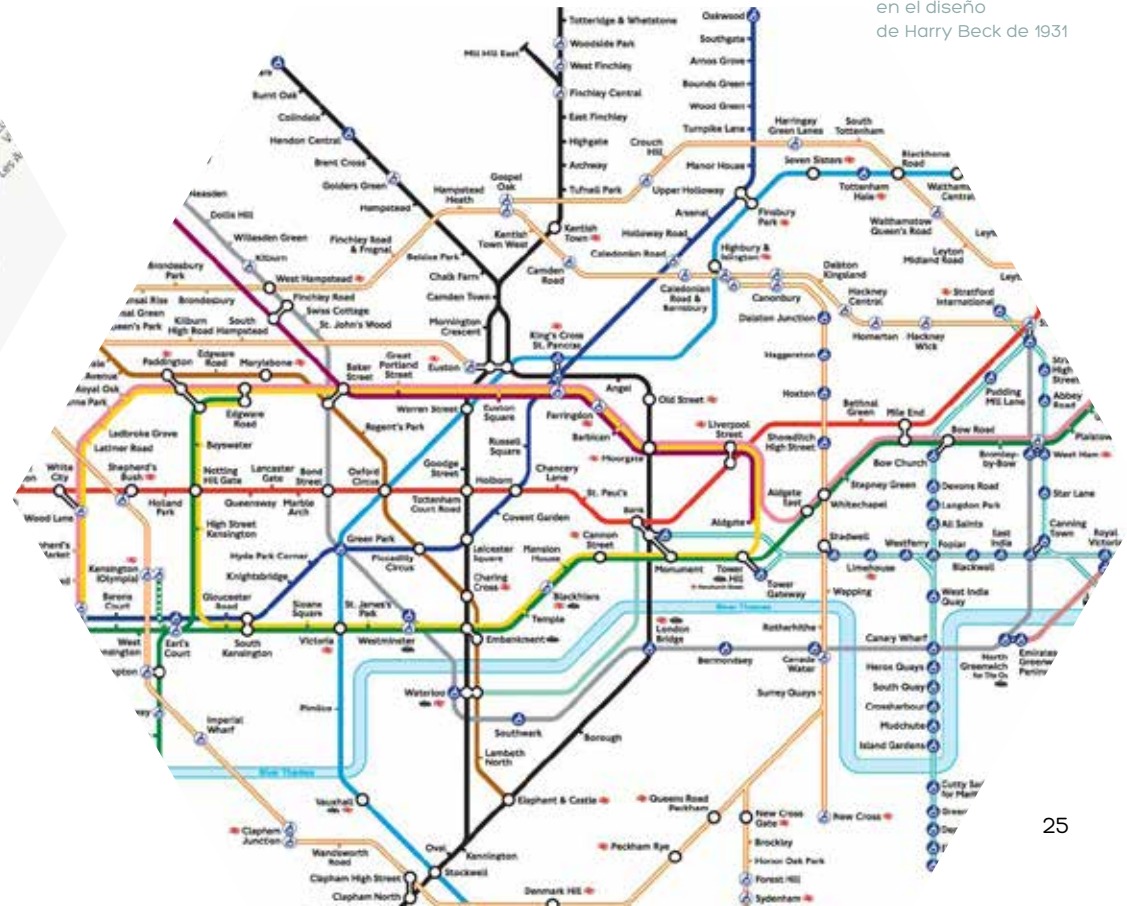 en el diseño
de Harry Beck de 1931
Totteridge & Whetstone
Woodside Park
Mill Hill East
West Finchley
Finchley Central
East Finchley
Highgate
Archway
Tufnell Park
Kentish
Town
Oakwood
Southgate
Arnos Grove
Bounds Green
Wood Green
Turnpike Lane
Manor House
Burnt Oak
Colindale
Hendon Central
Brent Cross
Golders Green
Hampstead
Belsize Park
Chalk Farm
Camden Town
Mornington
Crescent
Harringay
Green Lanes
South
Tottenham
Crouch
Hill
Upper Holloway
Seven Sisters
Blackhorse
Road
Tottenham
Hale
Walthamstow
Queen's Road
Leyton
Midland Road
Finsbury
Park
Arsenal
Holloway Road
Caledonian Road
Highbury &
Islington
Gospel
Oak
Hampstead
Heath
Kentish
Town West
Finchley Road
& Frognal
Camden
Road
Caledonian
Road &
Barnsbury
Canonbury
Dalston
Kingsland
Hackney
Central
Dalston Junction
Homerton
Hackney
Wick
Stratford
International
Dollis Hill
Willesden Green
Kilburn
West Hampstead
Finchley Road
Swiss Cottage
St. John's Wood
Brondesbury
Park
Brondesbury
Kilburn
High Road
South
Hampstead
Paddington
Edgware
Road
Marylebone
Baker
Street
Great
Portland
Street
Euston
King's Cross
St. Pancras
Angel
Old Street
Haggerston
Hoxton
Shoreditch
High Street
Royal Oak
Edgware
Road
Warren Street
Euston
Square
Farringdon
Barbican
Moorgate
Liverpool
Street
Bethnal
Green
Mile End
Bow Road
Bow Church
Bromley-
by-Bow
West Ham
Pudding
Mill Lane
Abbey
Road
Plaistow
Ladbroke Grove
Latimer Road
Bayswater
Regent's Park
Russell
Square
Goodge
Street
White
City
Shepherd's
Bush
Wood Lane
Holland
Park
Notting
Hill Gate
Lancaster
Gate
Queensway
Marble
Arch
Bond
Street
Oxford
Circus
Tottenham
Court Road
Holborn
Chancery
Lane
St. Paul's
Bank
Aldgate
East
Aldgate
Whitechapel
Stepney Green
Devons Road
Langdon Park
All Saints
Poplar
Star Lane
Canning
Town
Royal
East
India
Blackwall
High Street
Kensington
Hyde Park Corner
Knightsbridge
Green Park
Piccadilly
Circus
Covent Garden
Leicester
Square
Charing
Cross
Mansion
House
Cannon
Street
Monument
Tower
Hill
Tower
Gateway
Shadwell
Limehouse
Westferry
Wapping
West India
Quay
Kensington
(Olympia)
Barons
Court
West
Earl's
Court
Gloucester
Road
South
Kensington
Sloane
Square
Victoria
St. James's
Park
Westminster
Embankment
Temple
Blackfriars
River Thames
London
Bridge
Bermondsey
Rotherhithe
Canada
Water
Surrey Quays
Canary Wharf
Heron Quays
South Quay
Crossharbour
Mudchute
Island Gardens
North
Greenwich
for The O2
Imperial
Wharf
Pimlico
Waterloo
Southwark
Lambeth
North
Borough
River Thames
Vauxhall
Elephant & Castle
Clapham
Junction
Wandsworth
Road
Oval
Kennington
Stockwell
Clapham High Street
Clapham North
Queens Road
Peckham
Peckham Rye
Denmark Hill
New Cross
Gate
New Cross
Brockley
Honor Oak Park
Forest Hill
Sydenham
25